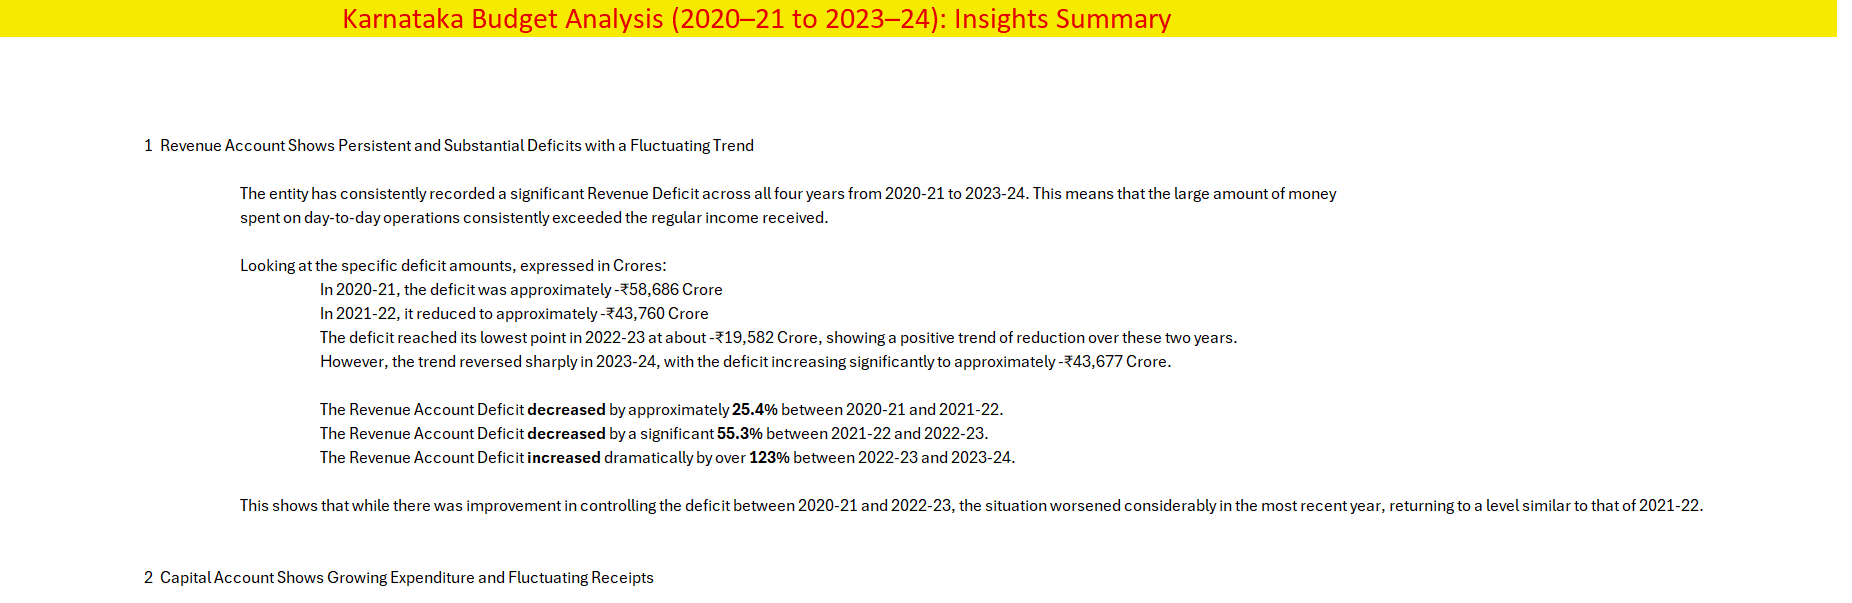 Karnataka Budget Analysis (2020–21 to 2023–24): Insights Summary
1 Revenue Account Shows Persistent and Substantial Deficits with a Fluctuating Trend
The entity has consistently recorded a significant Revenue Deficit across all four years from 2020-21 to 2023-24. This means that the large amount of money
spent on day-to-day operations consistently exceeded the regular income received.
Looking at the specific deficit amounts, expressed in Crores:
In 2020-21, the deficit was approximately -₹58,686 Crore
In 2021-22, it reduced to approximately -₹43,760 Crore
The deficit reached its lowest point in 2022-23 at about -₹19,582 Crore, showing a positive trend of reduction over these two years.
However, the trend reversed sharply in 2023-24, with the deficit increasing significantly to approximately -₹43,677 Crore.
The Revenue Account Deficit decreased by approximately 25.4% between 2020-21 and 2021-22.
The Revenue Account Deficit decreased by a significant 55.3% between 2021-22 and 2022-23.
The Revenue Account Deficit increased dramatically by over 123% between 2022-23 and 2023-24.
This shows that while there was improvement in controlling the deficit between 2020-21 and 2022-23, the situation worsened considerably in the most recent year, returning to a level similar to that of 2021-22.
2 Capital Account Shows Growing Expenditure and Fluctuating Receipts